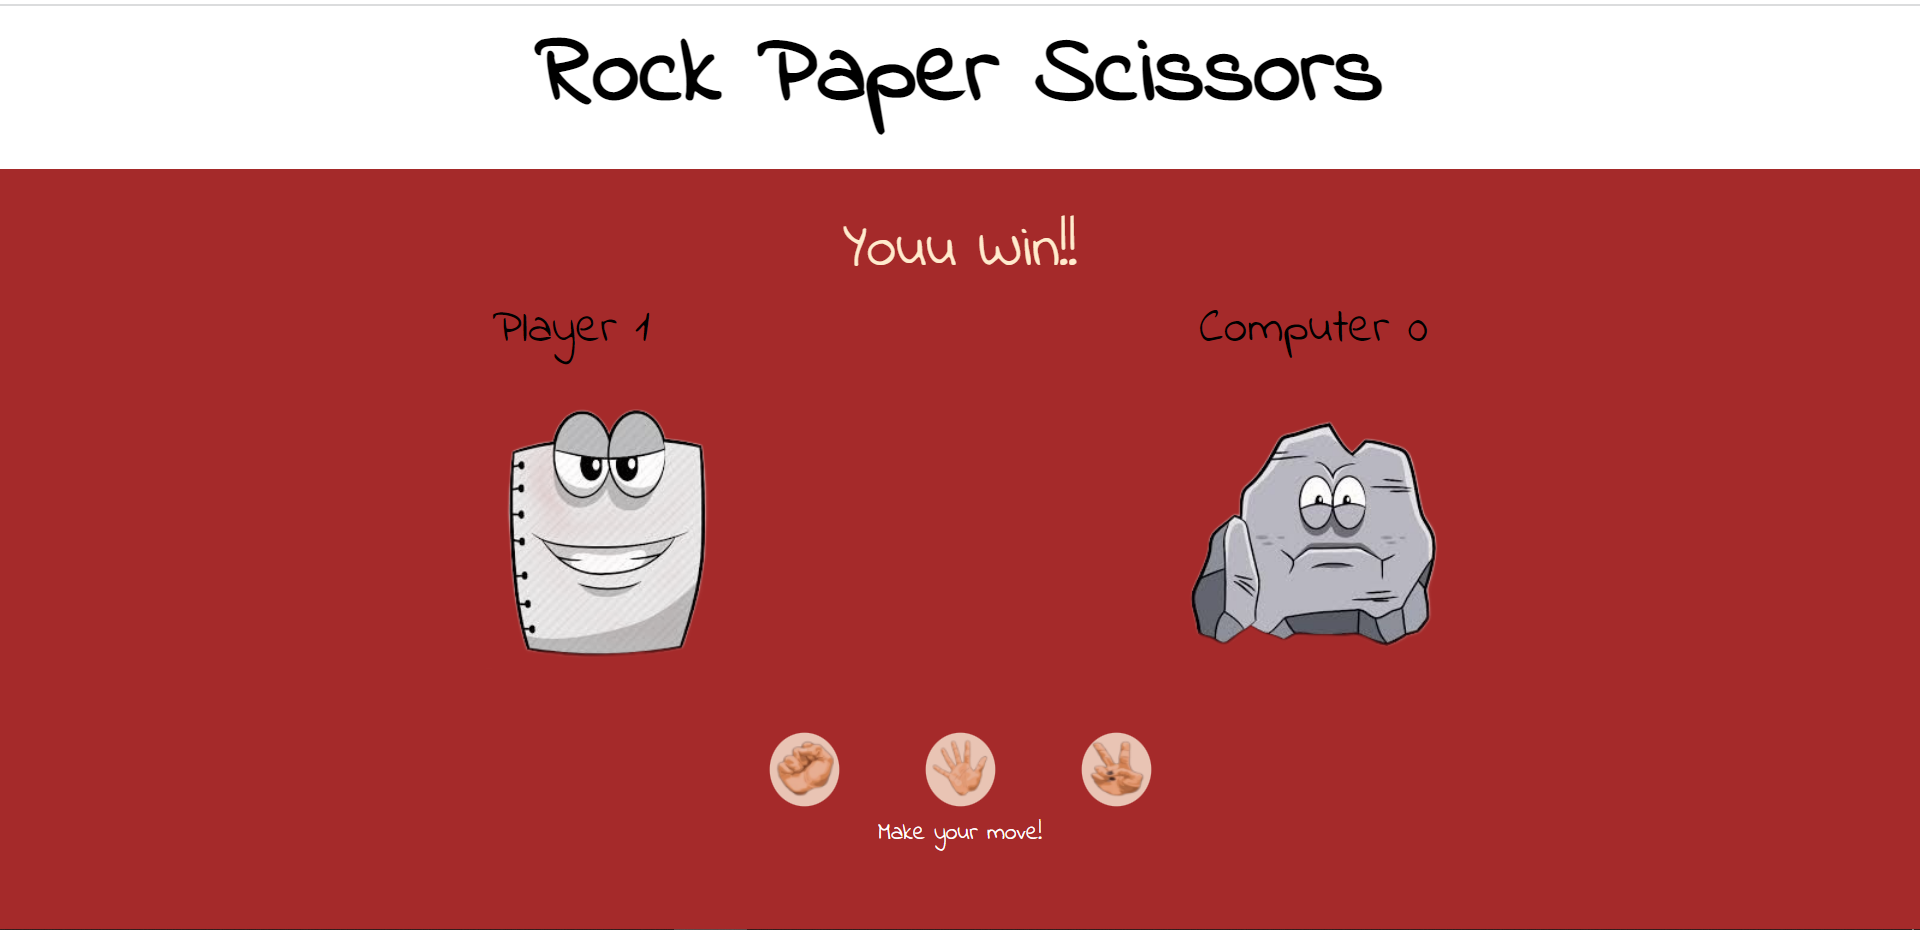 Rock Paper Scissors
Youu win!!
Player 1
Computer 0
Make your move!